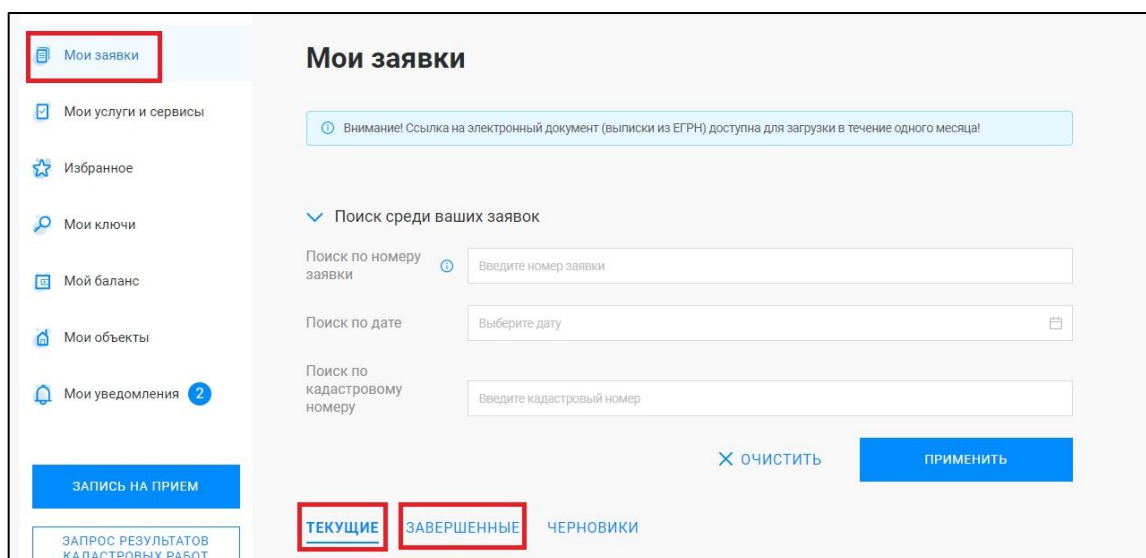 Мои заявки
Мои услуги и сервисы
Избранное
Мои ключи
Мой баланс
Мои объекты
Мои уведомления 2
ЗАПИСЬ НА ПРИЕМ
ЗАПРОС РЕЗУЛЬТАТОВ
КАДАСТРОВЫХ РАБОТ
Мои заявки
Внимание! Ссылка на электронный документ (выписки из ЕГРН) доступна для загрузки в течение одного месяца!
Поиск среди ваших заявок
Поиск по номеру
заявки
Введите номер заявки
Поиск по дате
Выберите дату
Поиск по
кадастровому
номеру
Введите кадастровый номер
ОЧИСТИТЬ
ПРИМЕНИТЬ
ТЕКУЩИЕ ЗАВЕРШЕННЫЕ ЧЕРНОВИКИ